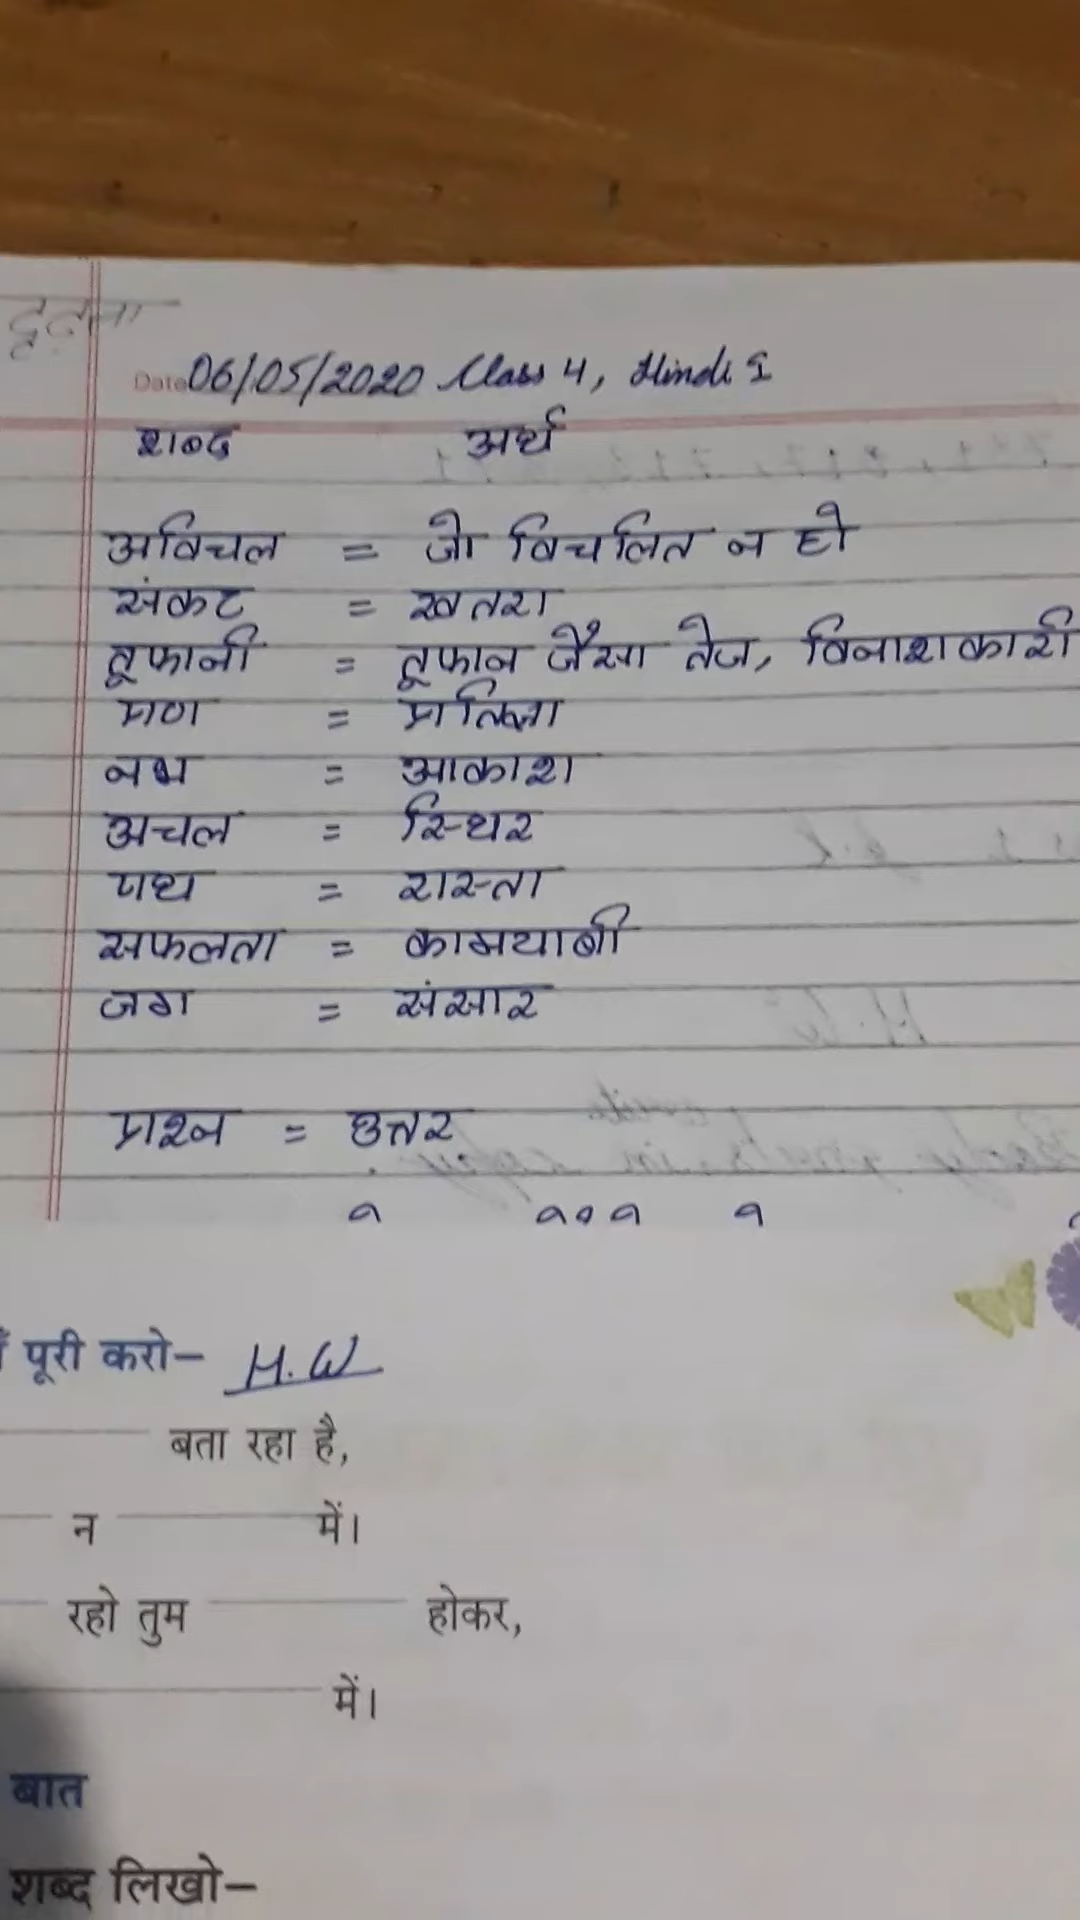 दृढ़ता
Date 06/05/2020 Class 4, Hindi I
शब्द अर्थ
अविचल = जो विचलित न हो
संकट = खतरा
तूफानी = तूफान जैसा तेज, विनाशकारी
प्रण = प्रतिज्ञा
नभ = आकाश
अचल = स्थिर
पथ = रास्ता
सफलता = कामयाबी
जग = संसार
प्रश्न = उत्तर
पूरी करो– H.W
बता रहा है,
न में।
रहो तुम होकर,
में।
बात
शब्द लिखो–